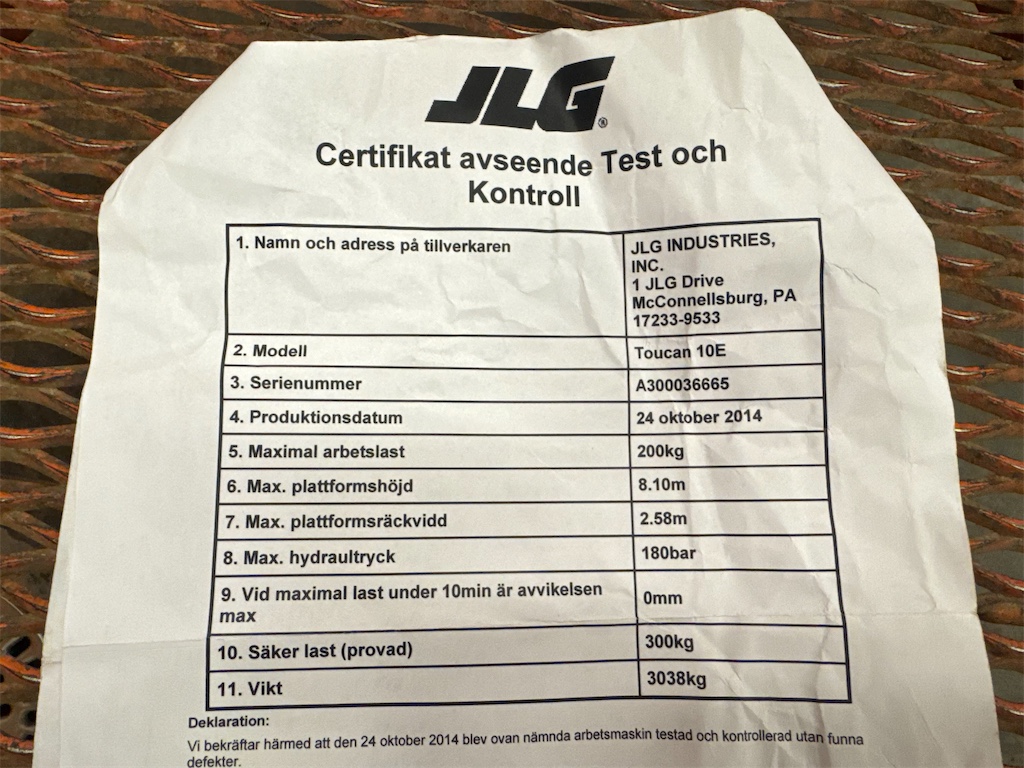 JLG®
Certifikat avseende Test och
Kontroll
1. Namn och adress på tillverkaren
JLG INDUSTRIES,
INC.
1 JLG Drive
McConnellsburg, PA
17233-9533
2. Modell
Toucan 10E
3. Serienummer
A300036665
4. Produktionsdatum
24 oktober 2014
5. Maximal arbetslast
200kg
6. Max. plattformshöjd
8.10m
7. Max. plattformsräckvidd
2.58m
8. Max. hydraultryck
180bar
9. Vid maximal last under 10min är avvikelsen
max
0mm
10. Säker last (provad)
300kg
11. Vikt
3038kg
Deklaration:
Vi bekräftar härmed att den 24 oktober 2014 blev ovan nämnda arbetsmaskin testad och kontrollerad utan funna
defekter.